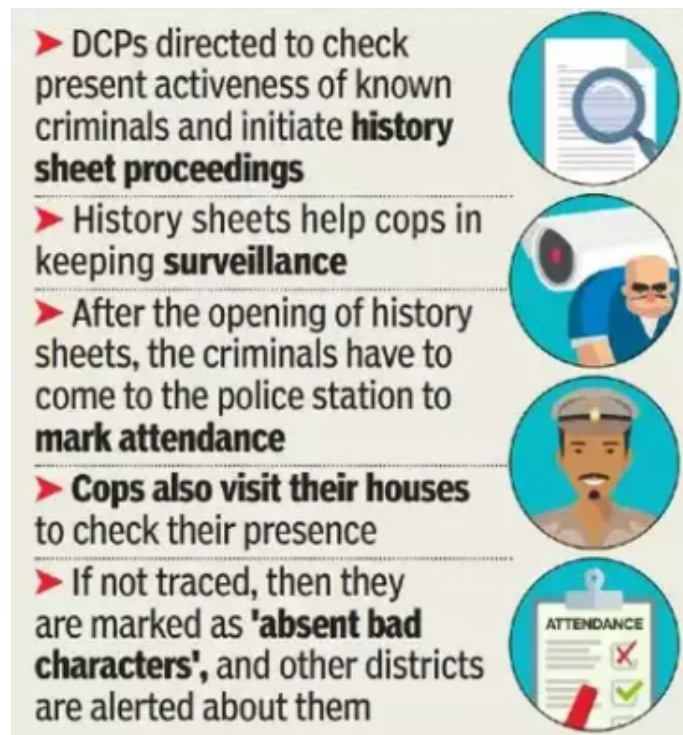 ➤ DCPs directed to check
present activeness of known
criminals and initiate history
sheet proceedings
➤ History sheets help cops in
keeping surveillance
➤ After the opening of history
sheets, the criminals have to
come to the police station to
mark attendance
➤ Cops also visit their houses
to check their presence
➤ If not traced, then they
are marked as 'absent bad
characters', and other districts
are alerted about them
ATTENDANCE